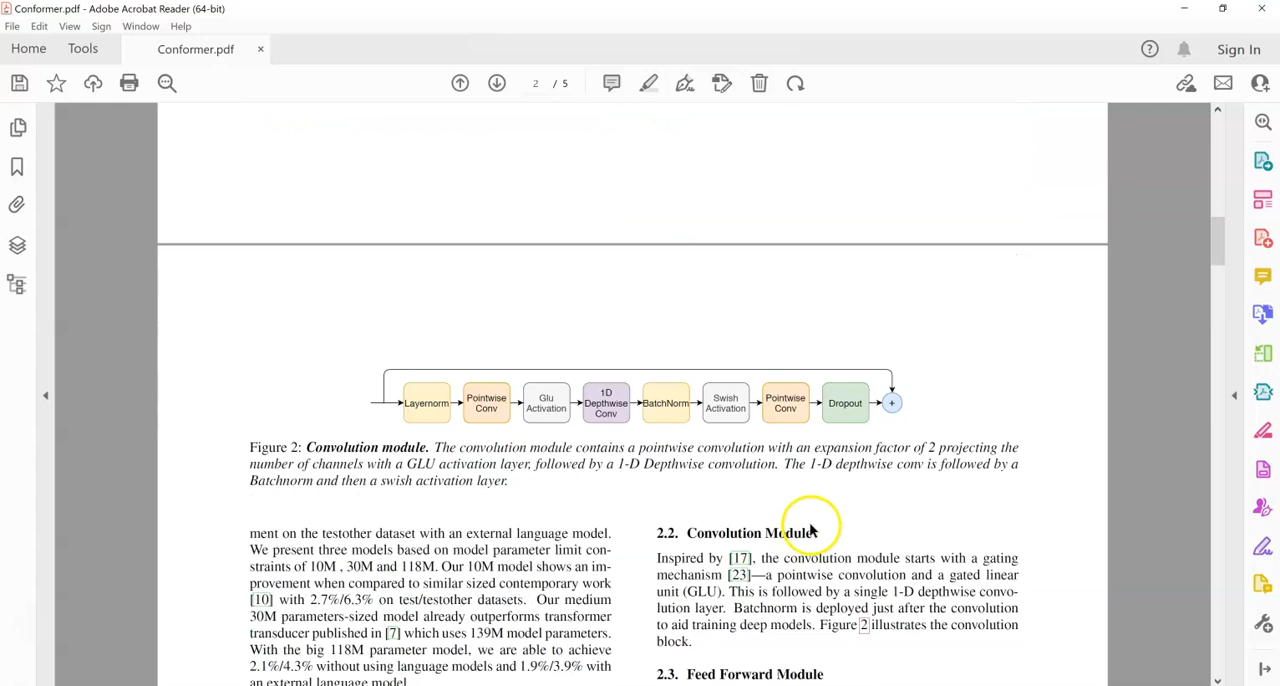 Conformer.pdf - Adobe Acrobat Reader (64-bit)
File Edit View Sign Window Help
Home Tools Conformer.pdf × ? Sign In
2 / 5
Layernorm
Pointwise
Conv
Glu
Activation
1D
Depthwise
Conv
BatchNorm
Swish
Activation
Pointwise
Conv
Dropout
+
Figure 2: Convolution module. The convolution module contains a pointwise convolution with an expansion factor of 2 projecting the
number of channels with a GLU activation layer, followed by a 1-D Depthwise convolution. The 1-D depthwise conv is followed by a
Batchnorm and then a swish activation layer.
ment on the testother dataset with an external language model.
We present three models based on model parameter limit con-
straints of 10M , 30M and 118M. Our 10M model shows an im-
provement when compared to similar sized contemporary work
[10] with 2.7%/6.3% on test/testother datasets. Our medium
30M parameters-sized model already outperforms transformer
transducer published in [7] which uses 139M model parameters.
With the big 118M parameter model, we are able to achieve
2.1%/4.3% without using language models and 1.9%/3.9% with
an external language model.
2.2. Convolution Module
Inspired by [17], the convolution module starts with a gating
mechanism [23]—a pointwise convolution and a gated linear
unit (GLU). This is followed by a single 1-D depthwise convo-
lution layer. Batchnorm is deployed just after the convolution
to aid training deep models. Figure 2 illustrates the convolution
block.
2.3. Feed Forward Module